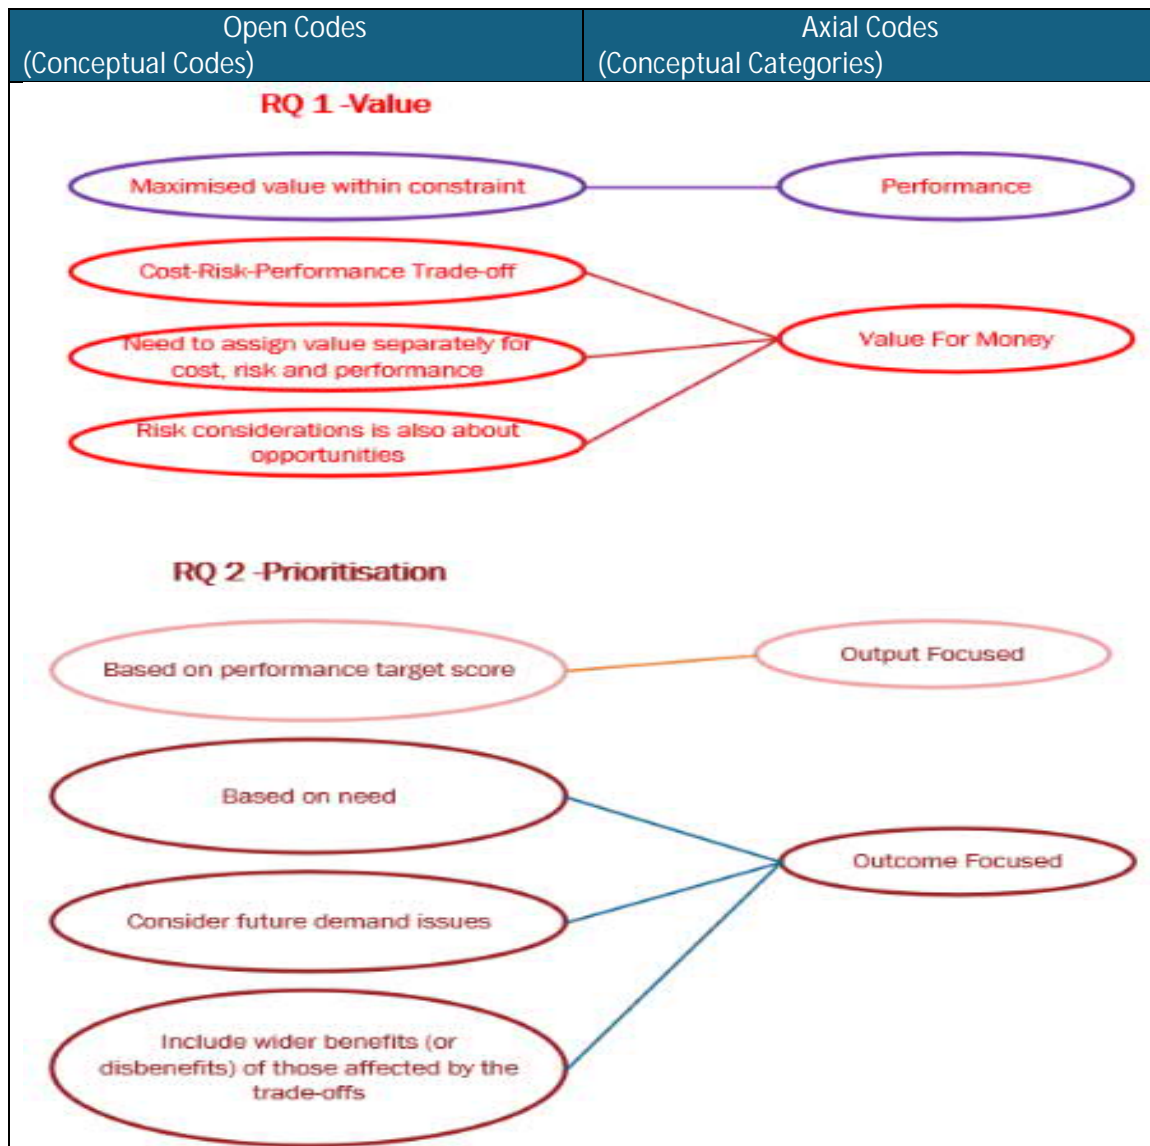 Open Codes
(Conceptual Codes)
Axial Codes
(Conceptual Categories)
RQ 1 -Value
Maximised value within constraint
Performance
Cost-Risk-Performance Trade-off
Need to assign value separately for
cost, risk and performance
Value For Money
Risk considerations is also about
opportunities
RQ 2 -Prioritisation
Based on performance target score
Output Focused
Based on need
Outcome Focused
Consider future demand issues
Include wider benefits (or
disbenefits) of those affected by the
trade-offs